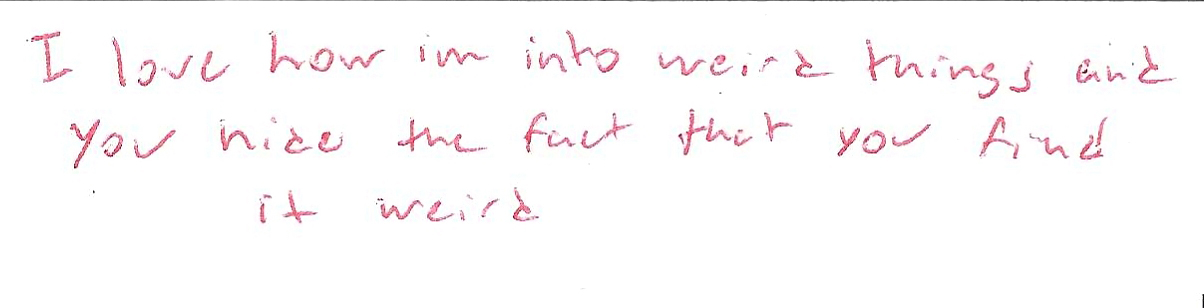 I love how im into weird things and
you hide the fact that you find
it weird